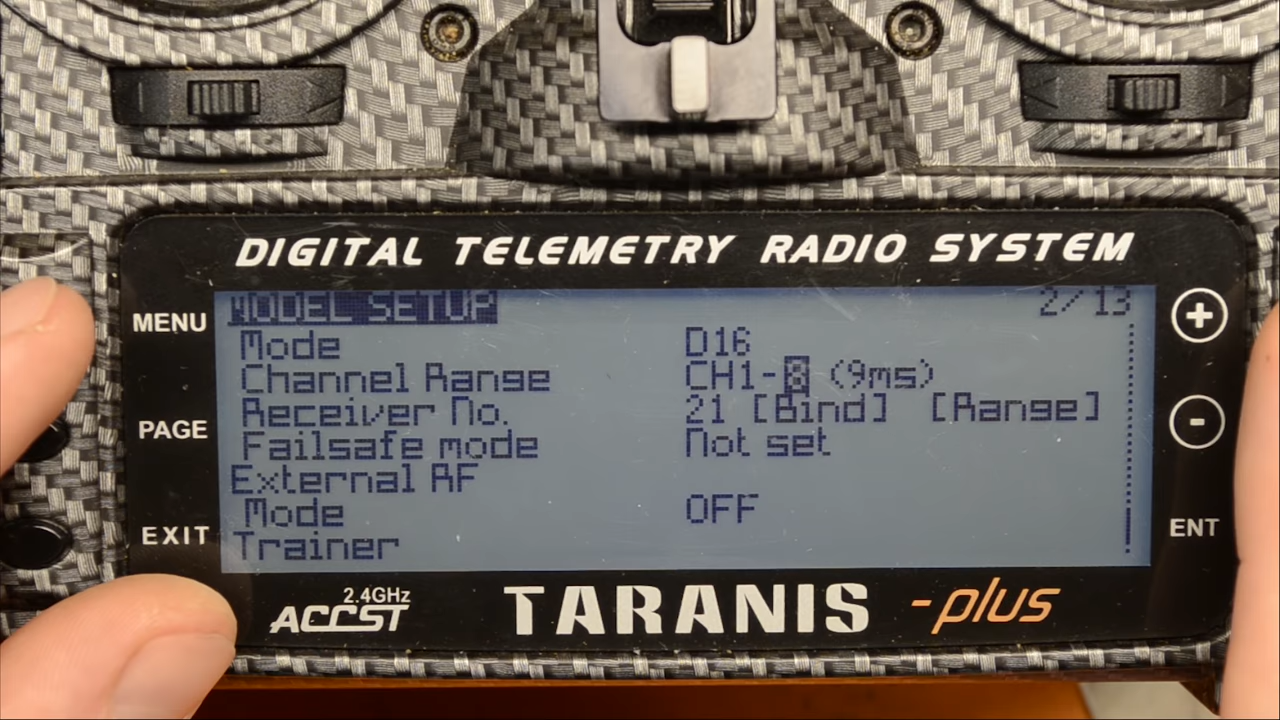 DIGITAL TELEMETRY RADIO SYSTEM
MODEL SETUP 2/13
MENU
Mode D16
Channel Range CH1-8 (9ms)
Receiver No. 21 [Bind] [Range]
PAGE
Failsafe mode Not set
External RF
Mode OFF
EXIT
ENT
Trainer
+
-
2.4GHz
ACCST
TARANIS -plus